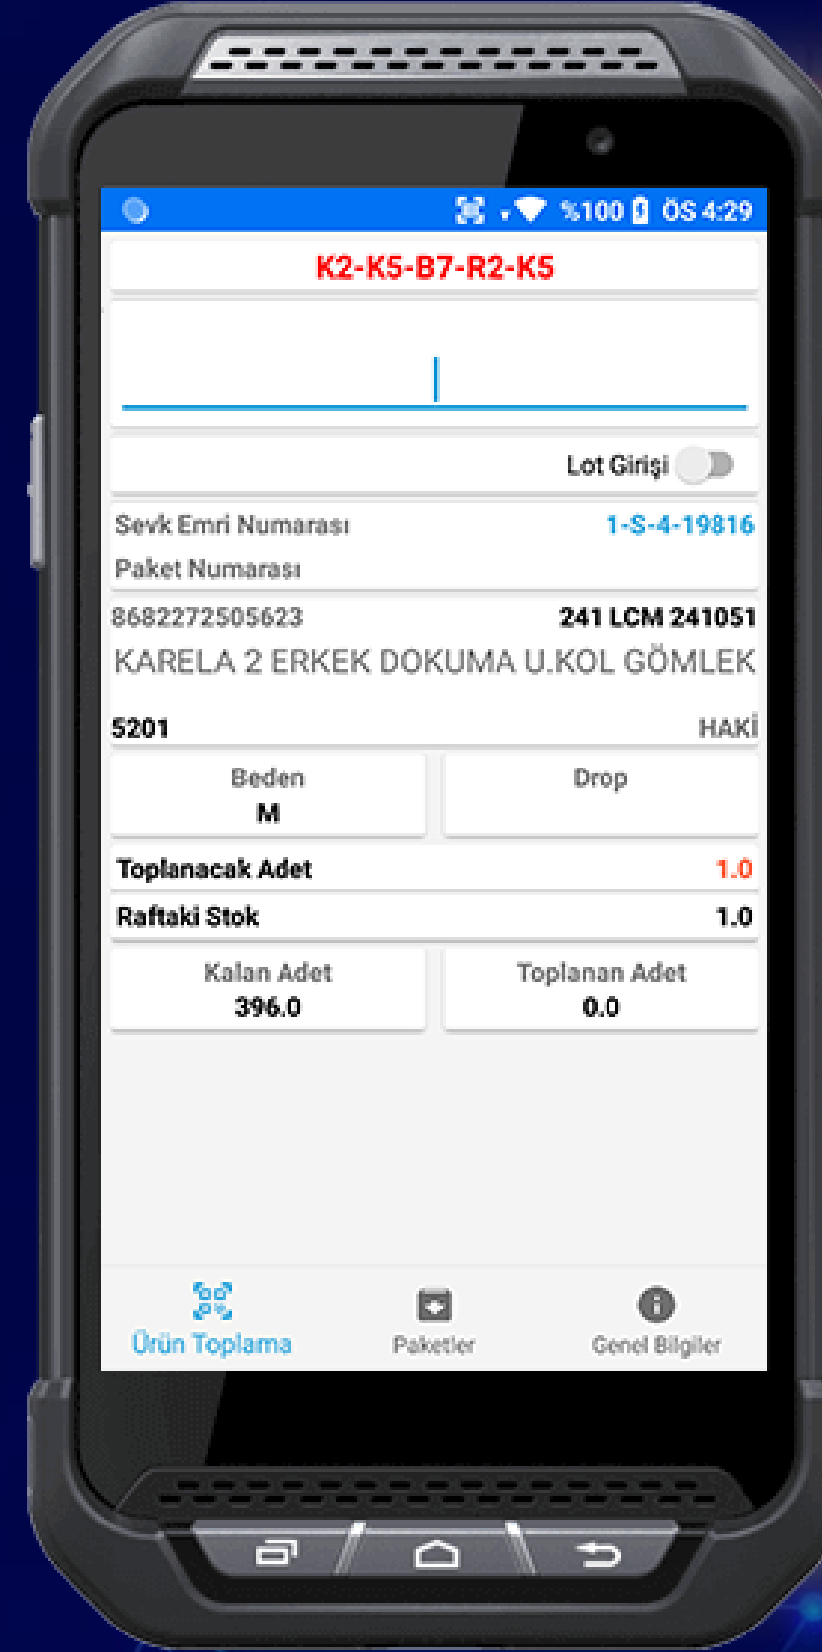 %100 ÖS 4:29
K2-K5-B7-R2-K5
Lot Girişi
Sevk Emri Numarası 1-S-4-19816
Paket Numarası
8682272505623 241 LCM 241051
KARELA 2 ERKEK DOKUMA U.KOL GÖMLEK
5201 HAKİ
Beden Drop
M
Toplanacak Adet 1.0
Raftaki Stok 1.0
Kalan Adet Toplanan Adet
396.0 0.0
Ürün Toplama Paketler Genel Bilgiler